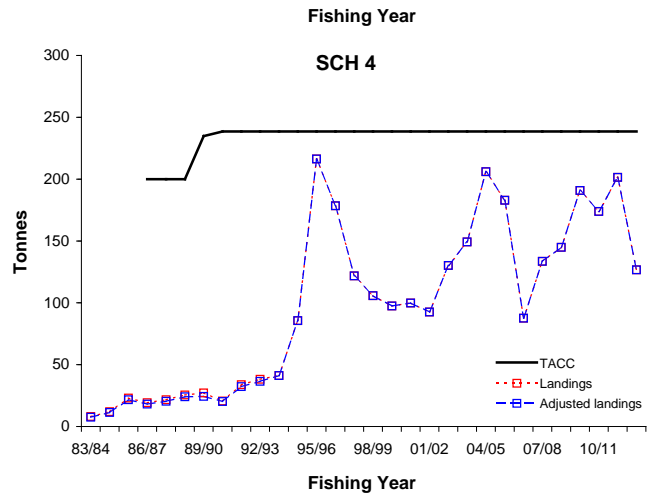 Fishing Year
SCH 4
300
250
200
150
100
50
0
Tonnes
TACC
Landings
Adjusted landings
83/84 86/87 89/90 92/93 95/96 98/99 01/02 04/05 07/08 10/11
Fishing Year